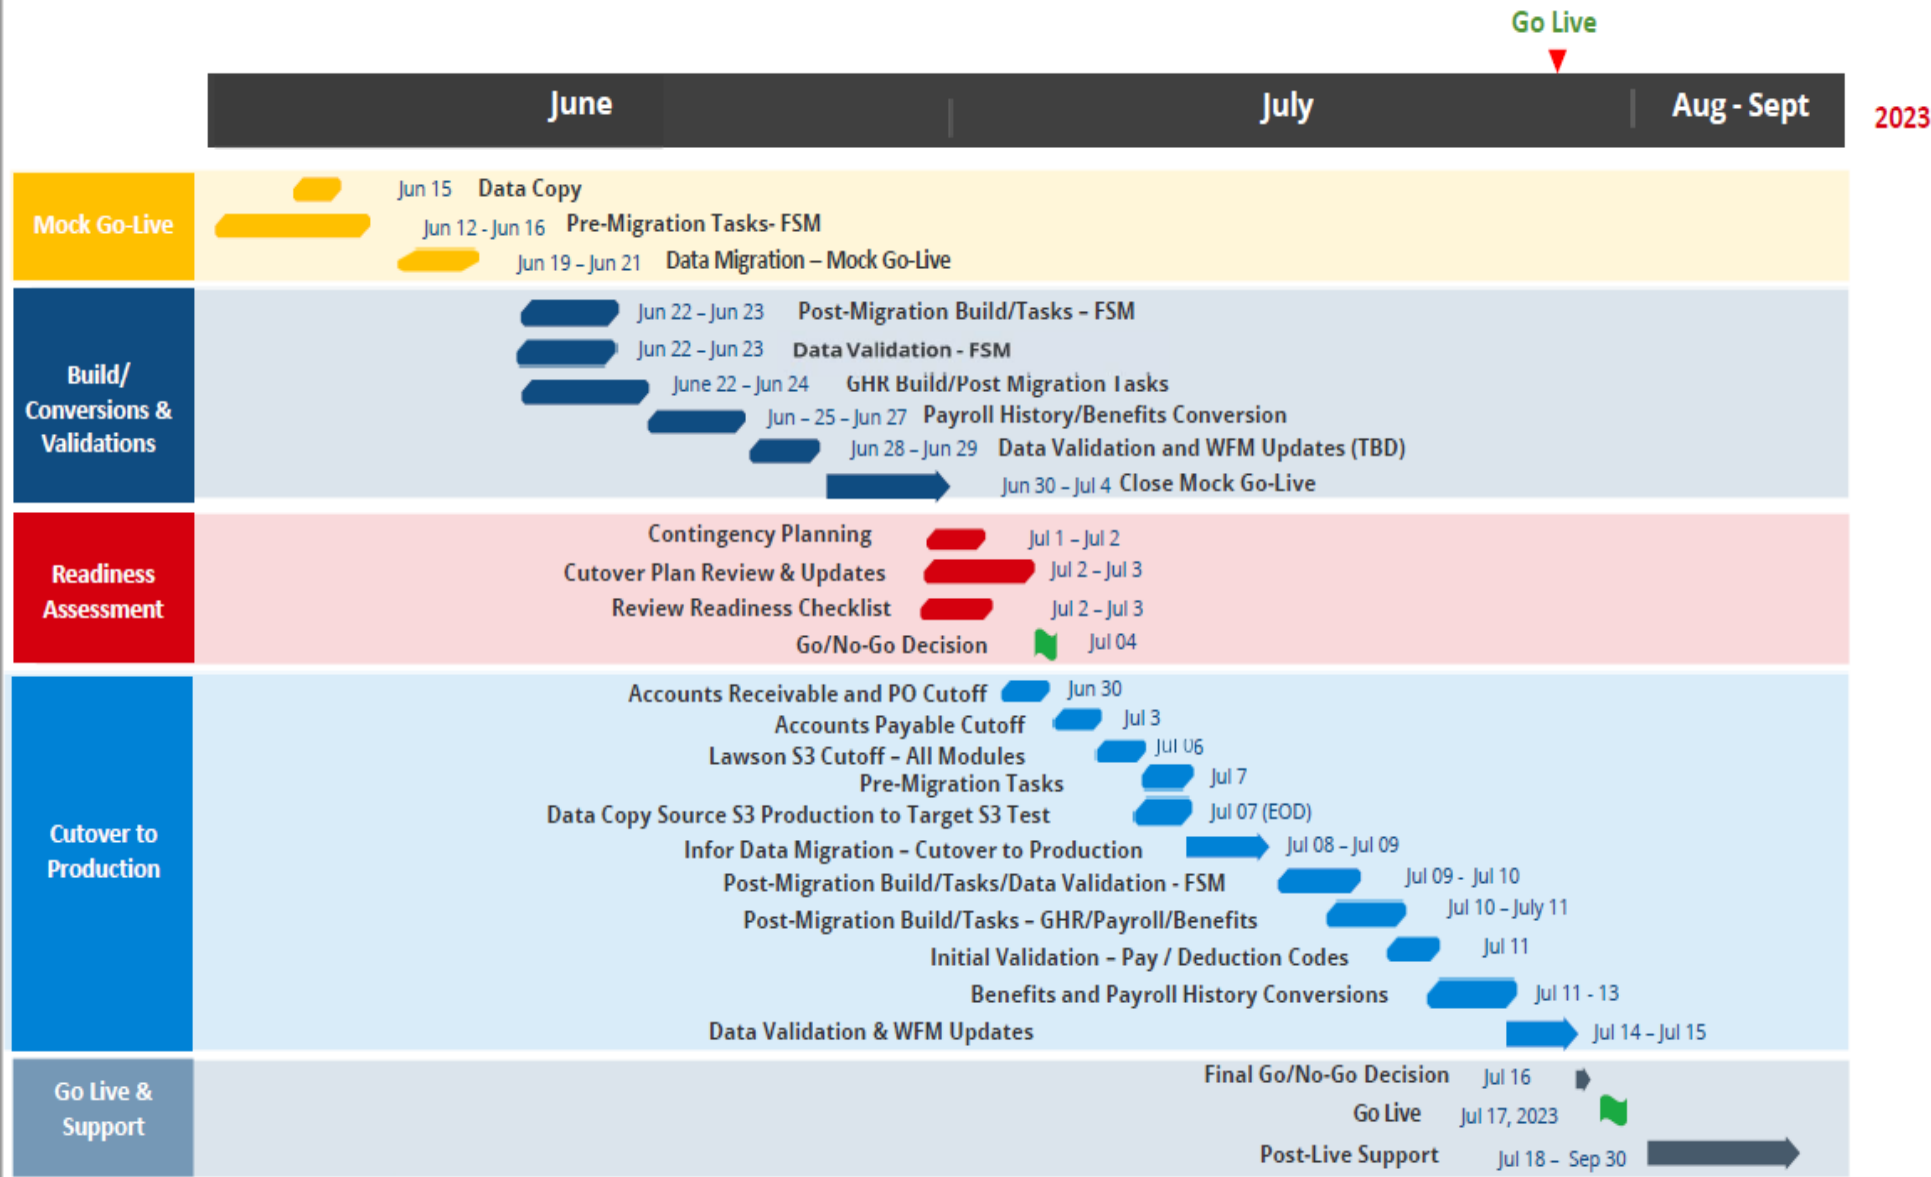 Go Live
June
July
Aug - Sept
2023
Mock Go-Live
Jun 15 Data Copy
Jun 12 - Jun 16 Pre-Migration Tasks- FSM
Jun 19 – Jun 21 Data Migration – Mock Go-Live
Build/
Conversions &
Validations
Jun 22 – Jun 23 Post-Migration Build/Tasks – FSM
Jun 22 – Jun 23 Data Validation - FSM
June 22 – Jun 24 GHR Build/Post Migration Tasks
Jun – 25 – Jun 27 Payroll History/Benefits Conversion
Jun 28 – Jun 29 Data Validation and WFM Updates (TBD)
Jun 30 – Jul 4 Close Mock Go-Live
Readiness
Assessment
Contingency Planning Jul 1 – Jul 2
Cutover Plan Review & Updates Jul 2 – Jul 3
Review Readiness Checklist Jul 2 – Jul 3
Go/No-Go Decision Jul 04
Cutover to
Production
Accounts Receivable and PO Cutoff Jun 30
Accounts Payable Cutoff Jul 3
Lawson S3 Cutoff – All Modules Jul 06
Pre-Migration Tasks Jul 7
Data Copy Source S3 Production to Target S3 Test Jul 07 (EOD)
Infor Data Migration – Cutover to Production Jul 08 – Jul 09
Post-Migration Build/Tasks/Data Validation - FSM Jul 09 - Jul 10
Post-Migration Build/Tasks – GHR/Payroll/Benefits Jul 10 – July 11
Initial Validation – Pay / Deduction Codes Jul 11
Benefits and Payroll History Conversions Jul 11 - 13
Data Validation & WFM Updates Jul 14 – Jul 15
Go Live &
Support
Final Go/No-Go Decision Jul 16
Go Live Jul 17, 2023
Post-Live Support Jul 18 – Sep 30